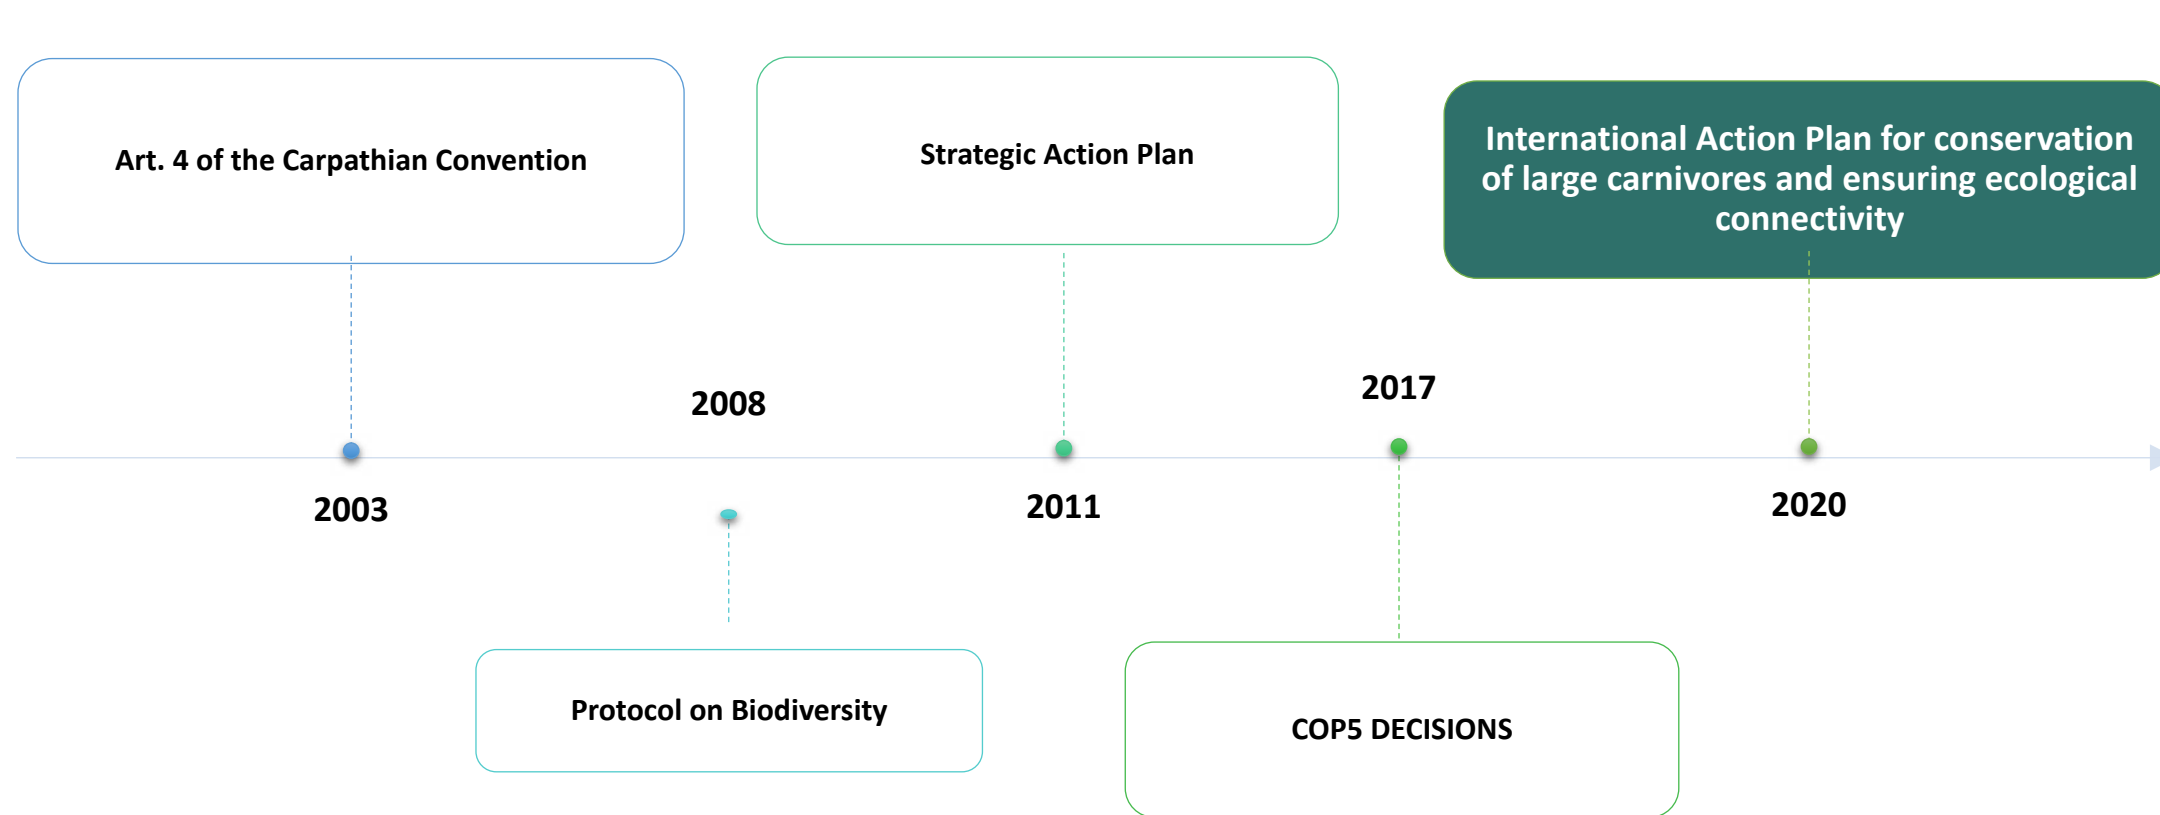 Art. 4 of the Carpathian Convention
Strategic Action Plan
International Action Plan for conservation
of large carnivores and ensuring ecological
connectivity
2008
2017
2003
2011
2020
Protocol on Biodiversity
COP5 DECISIONS